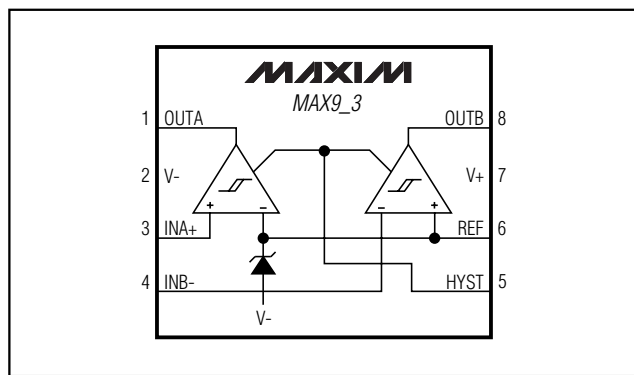 MAXIM
MAX9_3
1 OUTA
OUTB 8
2 V-
V+ 7
+ -
- +
3 INA+
REF 6
4 INB-
HYST 5
V-